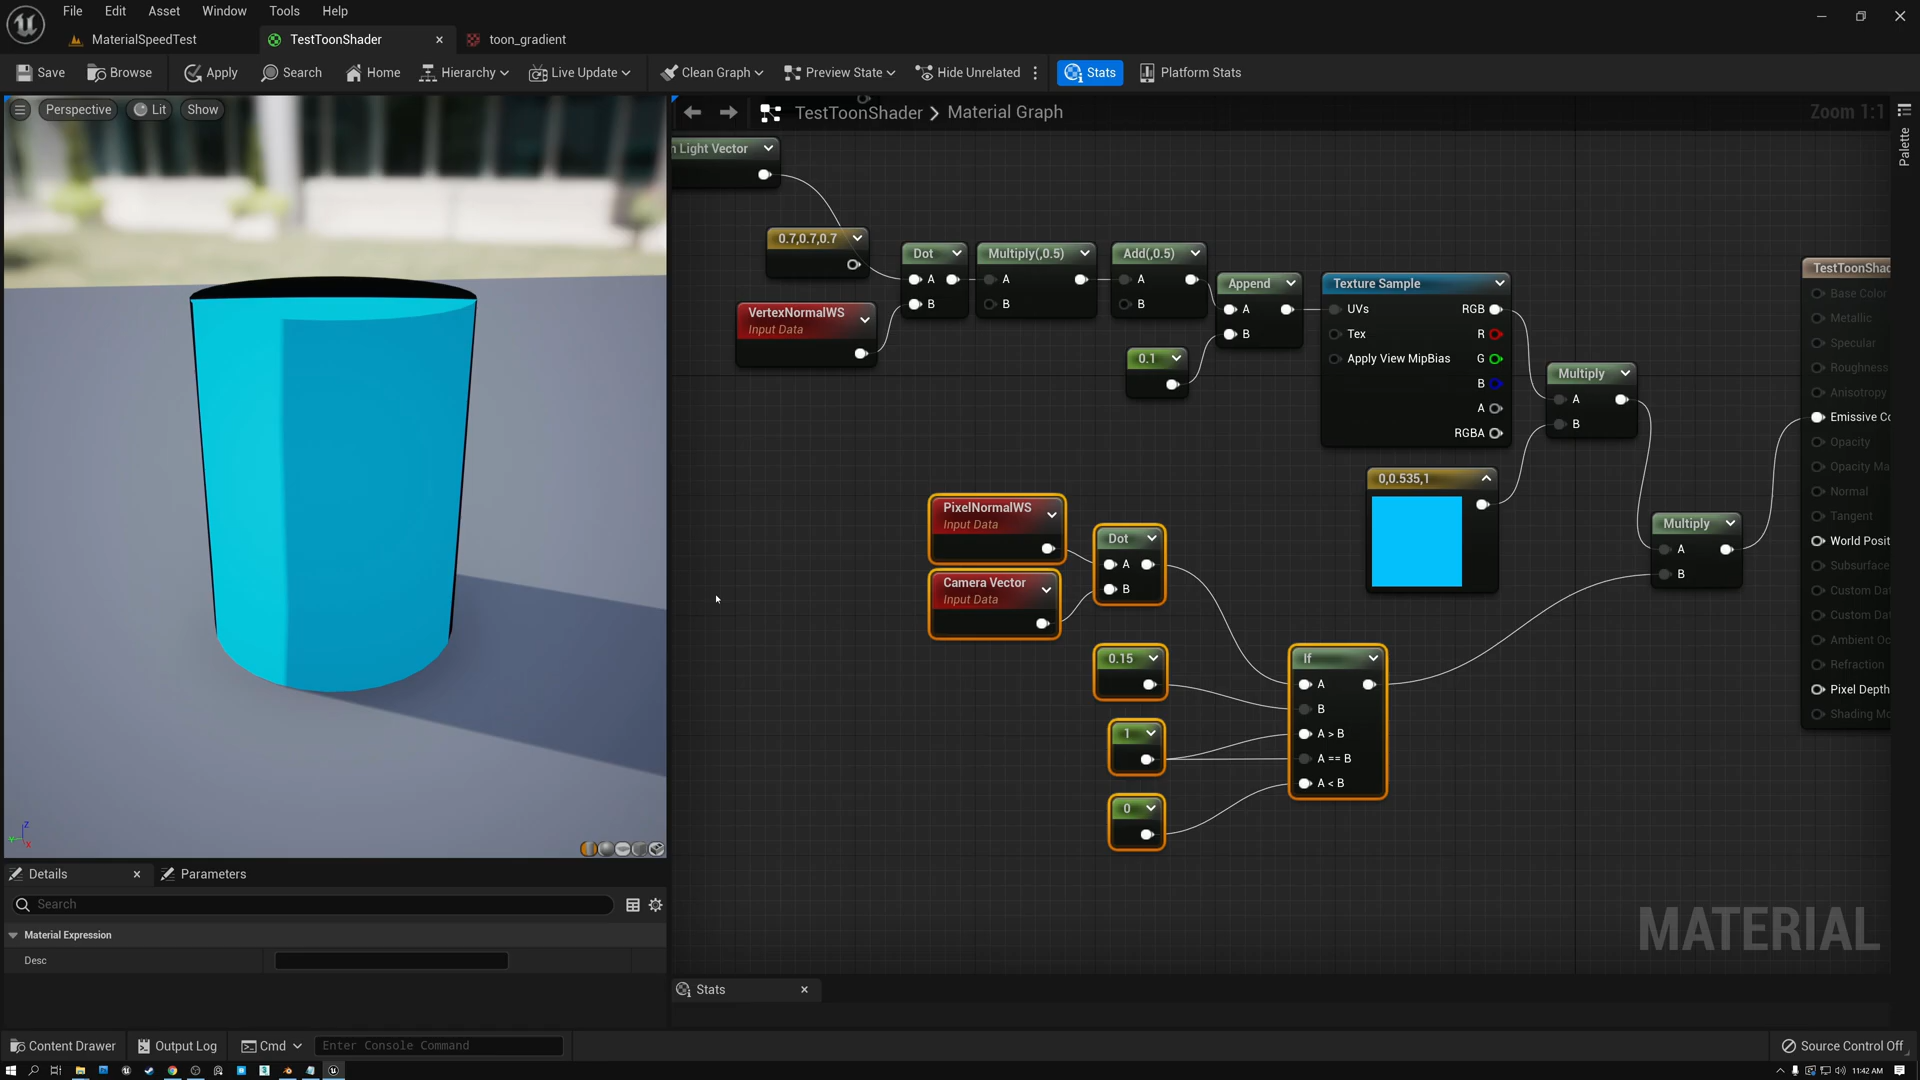 File Edit Asset Window Tools Help
MaterialSpeedTest
TestToonShader
toon_gradient
Save Browse Apply Search Home Hierarchy Live Update Clean Graph Preview State Hide Unrelated Stats Platform Stats
Perspective Lit Show
TestToonShader > Material Graph
Zoom 1:1
Palette
n Light Vector
0.7,0.7,0.7
Dot
A
B
Multiply(,0.5)
A
B
Add(,0.5)
A
B
VertexNormalWS
Input Data
0.1
Append
A
B
Texture Sample
UVs RGB
Tex R
Apply View MipBias G
B
A
RGBA
Multiply
A
B
0,0.535,1
PixelNormalWS
Input Data
Camera Vector
Input Data
Dot
A
B
0.15
1
0
If
A
B
A > B
A == B
A < B
Multiply
A
B
TestToonShad
Base Color
Metallic
Specular
Roughness
Anisotropy
Emissive Co
Opacity
Opacity Ma
Normal
Tangent
World Posit
Subsurface
Custom Dat
Custom Dat
Ambient Oc
Refraction
Pixel Depth
Shading Mo
MATERIAL
Z
Y
X
Details
Parameters
Search
Material Expression
Desc
Stats
Content Drawer Output Log Cmd Enter Console Command Source Control Off
11:42 AM